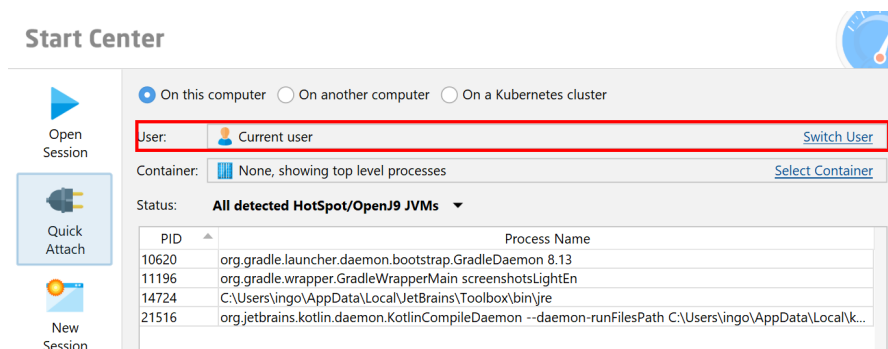 Start Center
On this computer On another computer On a Kubernetes cluster
Open
Session
User: Current user Switch User
Container: None, showing top level processes Select Container
Quick
Attach
Status: All detected HotSpot/OpenJ9 JVMs
PID Process Name
10620 org.gradle.launcher.daemon.bootstrap.GradleDaemon 8.13
11196 org.gradle.wrapper.GradleWrapperMain screenshotsLightEn
14724 C:\Users\ingo\AppData\Local\JetBrains\Toolbox\bin\jre
21516 org.jetbrains.kotlin.daemon.KotlinCompileDaemon --daemon-runFilesPath C:\Users\ingo\AppData\Local\k...
New
Session